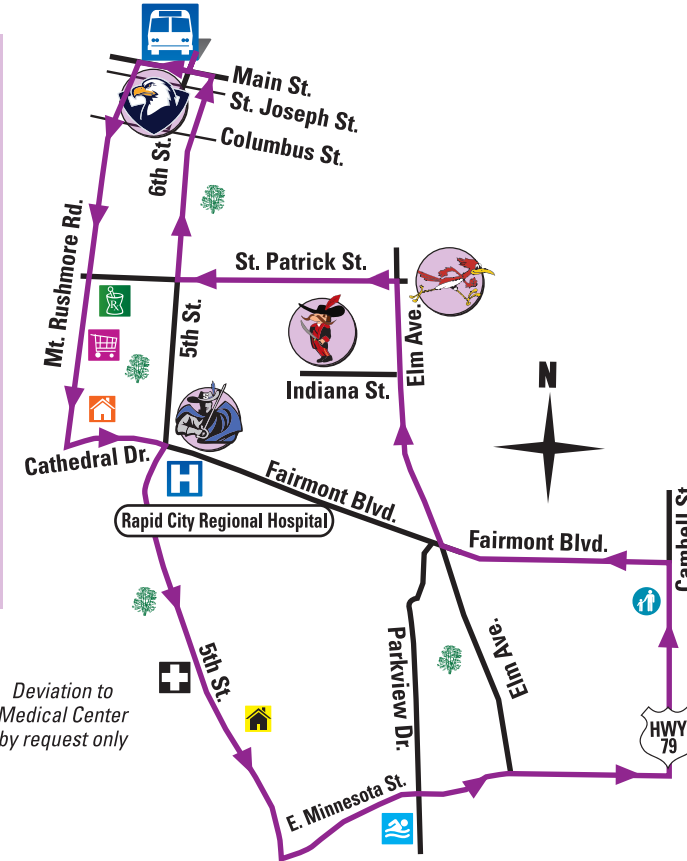 Main St.
St. Joseph St.
Columbus St.
6th St.
Mt. Rushmore Rd.
St. Patrick St.
5th St.
Elm Ave.
Indiana St.
N
Cathedral Dr.
H
Fairmont Blvd.
Rapid City Regional Hospital
Fairmont Blvd.
Cambell St.
5th St.
Parkview Dr.
Elm Ave.
Deviation to
Medical Center
by request only
HWY
79
E. Minnesota St.